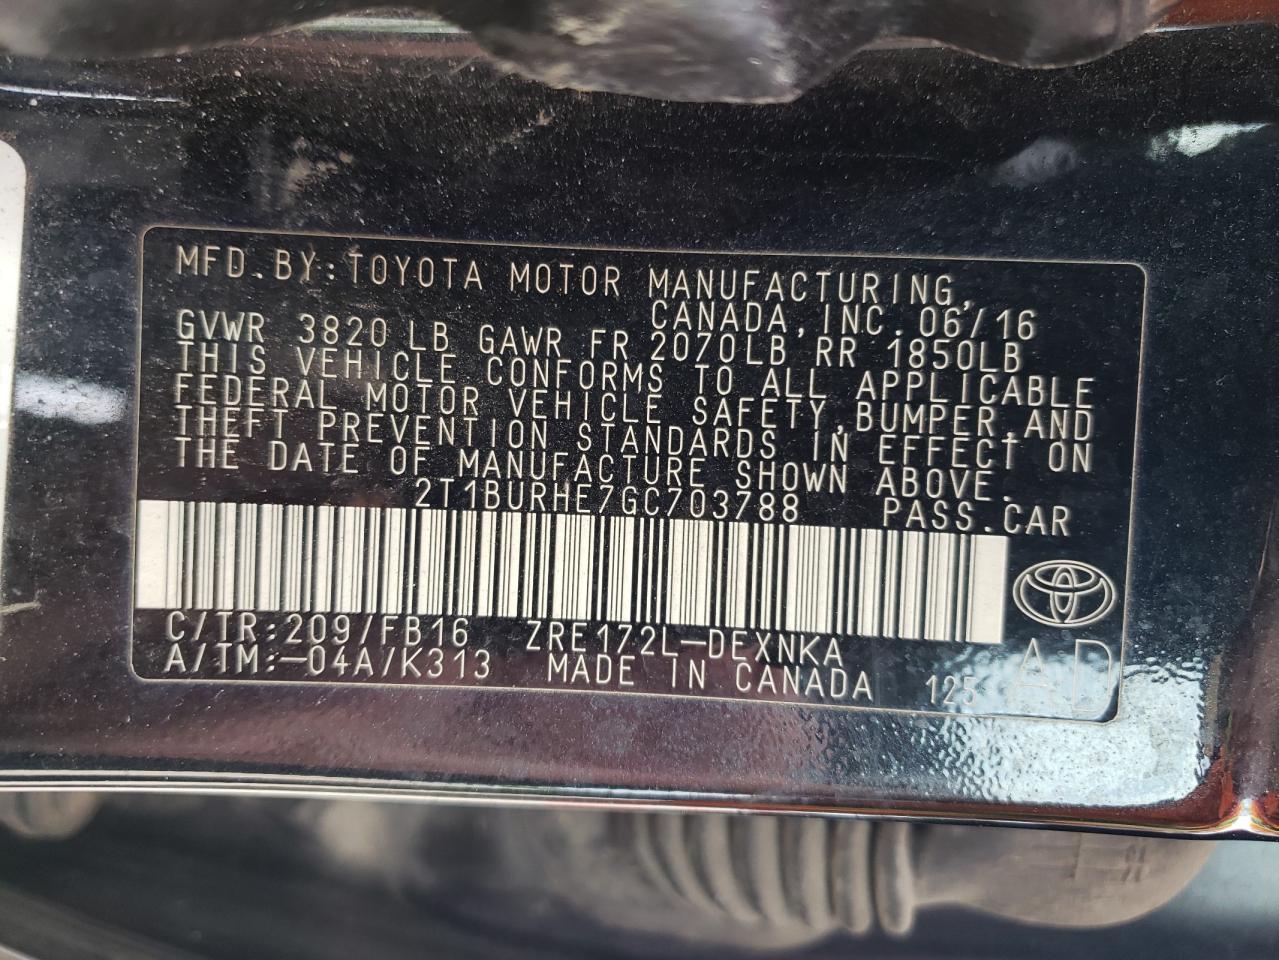 MFD.BY:TOYOTA MOTOR MANUFACTURING,
CANADA,INC. 06/16
GVWR 3820 LB GAWR FR 2070LB RR 1850LB
THIS VEHICLE CONFORMS TO ALL APPLICABLE
FEDERAL MOTOR VEHICLE SAFETY,BUMPER,AND
THEFT PREVENTION STANDARDS IN EFFECT ON
THE DATE OF MANUFACTURE SHOWN ABOVE.
2T1BURHE7GC703788 PASS.CAR
C/TR:209/FB16 ZRE172L-DEXNKA
A/TM:-04A/K313 MADE IN CANADA 125 AD